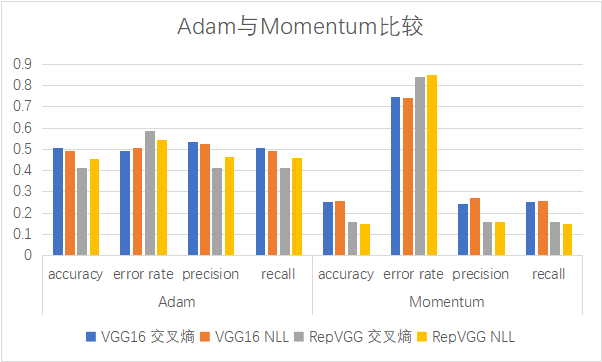 Adam与Momentum比较
0.9
0.8
0.7
0.6
0.5
0.4
0.3
0.2
0.1
0
accuracy error rate precision recall accuracy error rate precision recall
Adam Momentum
VGG16 交叉熵 VGG16 NLL RepVGG 交叉熵 RepVGG NLL